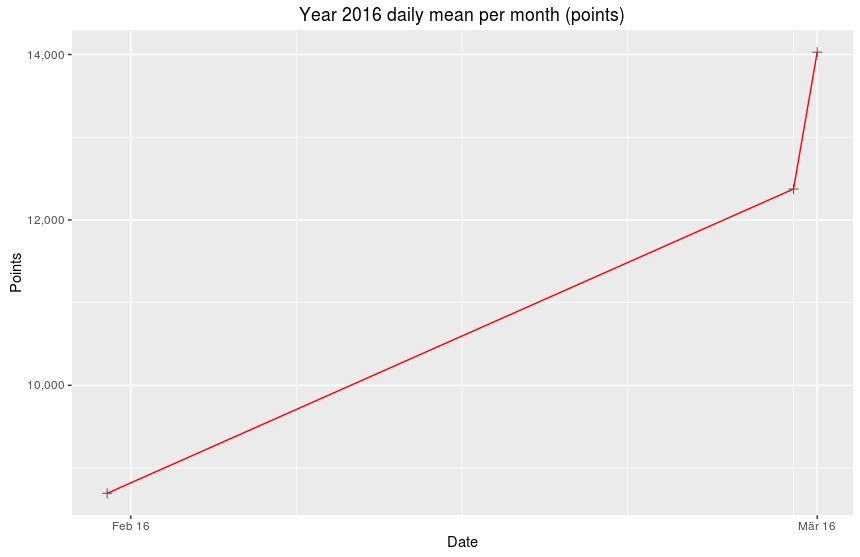 Year 2016 daily mean per month (points)
14,000
12,000
10,000
Points
Feb 16
Mär 16
Date